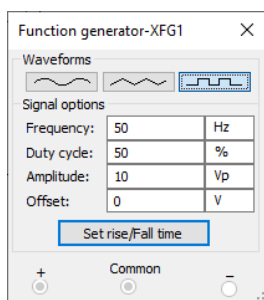 Function generator-XFG1
Waveforms
Signal options
Frequency: 50 Hz
Duty cycle: 50 %
Amplitude: 10 Vp
Offset: 0 V
Set rise/Fall time
+ Common −